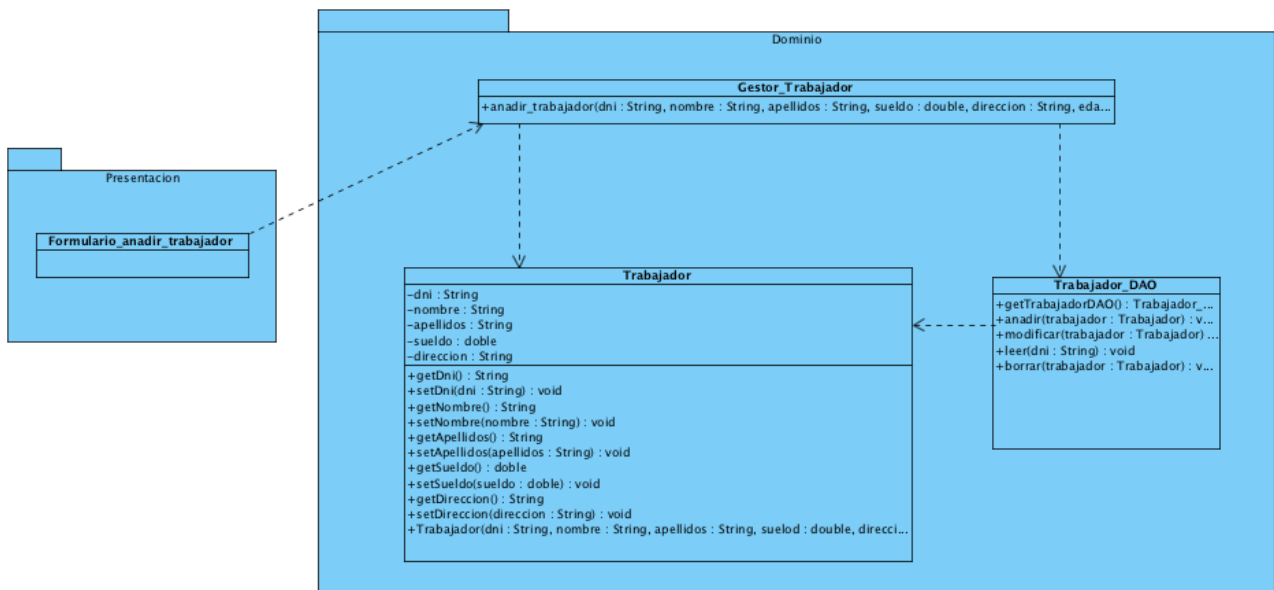 Dominio
Gestor_Trabajador
+anadir_trabajador(dni : String, nombre : String, apellidos : String, sueldo : double, direccion : String, eda...
Presentacion
Formulario_anadir_trabajador
Trabajador
-dni : String
-nombre : String
-apellidos : String
-sueldo : doble
-direccion : String
+getDni() : String
+setDni(dni : String) : void
+getNombre() : String
+setNombre(nombre : String) : void
+getApellidos() : String
+setApellidos(apellidos : String) : void
+getSueldo() : doble
+setSueldo(sueldo : doble) : void
+getDireccion() : String
+setDireccion(direccion : String) : void
+Trabajador(dni : String, nombre : String, apellidos : String, suelod : double, direcci...
Trabajador_DAO
+getTrabajadorDAO() : Trabajador_...
+anadir(trabajador : Trabajador) : v...
+modificar(trabajador : Trabajador) ...
+leer(dni : String) : void
+borrar(trabajador : Trabajador) : v...